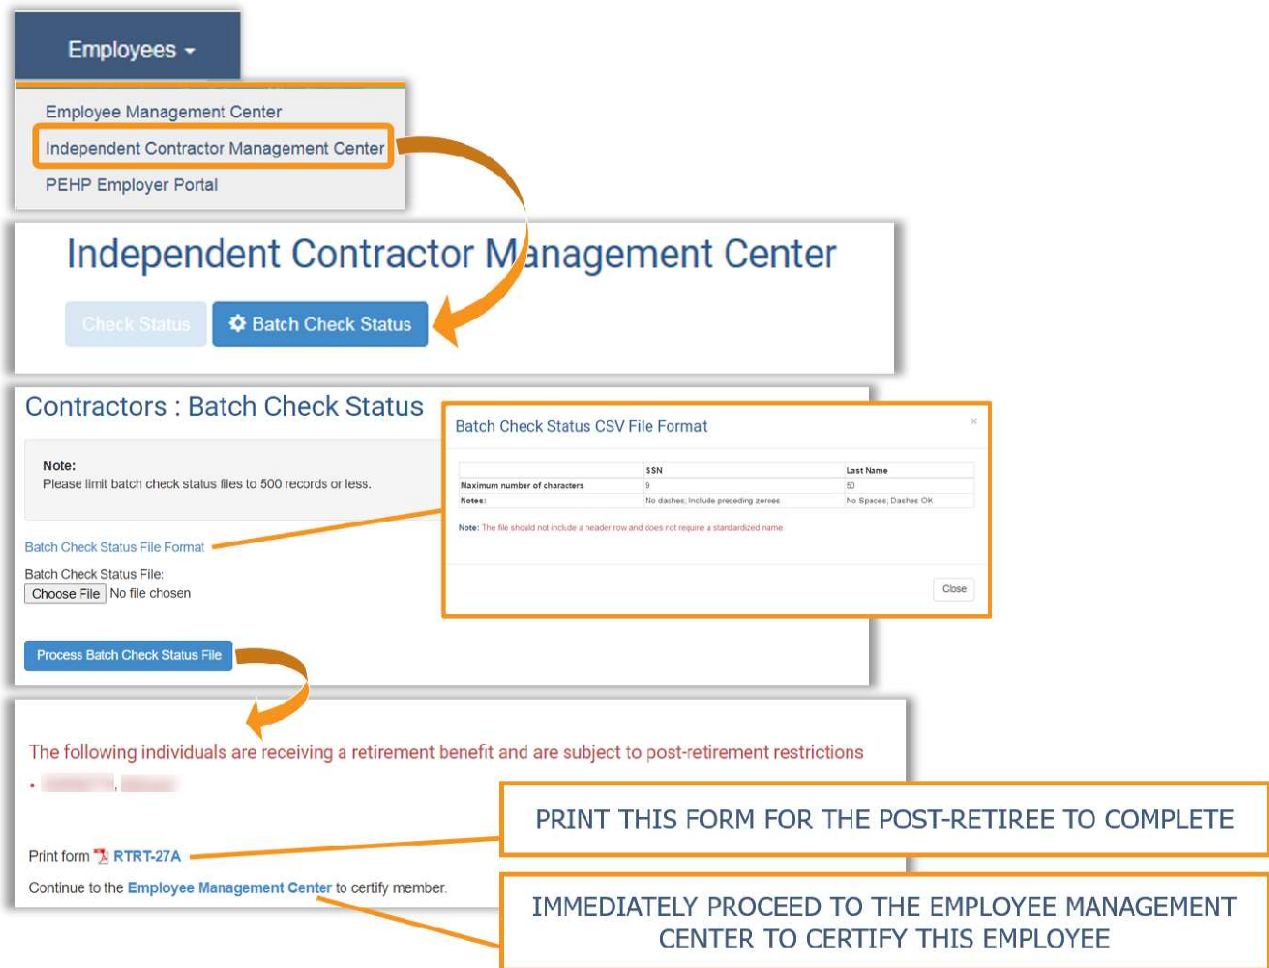 Employees
Employee Management Center
Independent Contractor Management Center
PEHP Employer Portal
Independent Contractor Management Center
Check Status
Batch Check Status
Contractors : Batch Check Status
Note:
Please limit batch check status files to 500 records or less.
Batch Check Status File Format
Batch Check Status File:
Choose File No file chosen
Process Batch Check Status File
Batch Check Status CSV File Format
×
SSN Last Name
Maximum number of characters 9 50
Notes: No dashes; Include preceding zeroes No Spaces; Dashes OK
Note: The file should not include a header row and does not require a standardized name
Close
The following individuals are receiving a retirement benefit and are subject to post-retirement restrictions
Print form RTRT-27A
Continue to the Employee Management Center to certify member.
PRINT THIS FORM FOR THE POST-RETIREE TO COMPLETE
IMMEDIATELY PROCEED TO THE EMPLOYEE MANAGEMENT
CENTER TO CERTIFY THIS EMPLOYEE